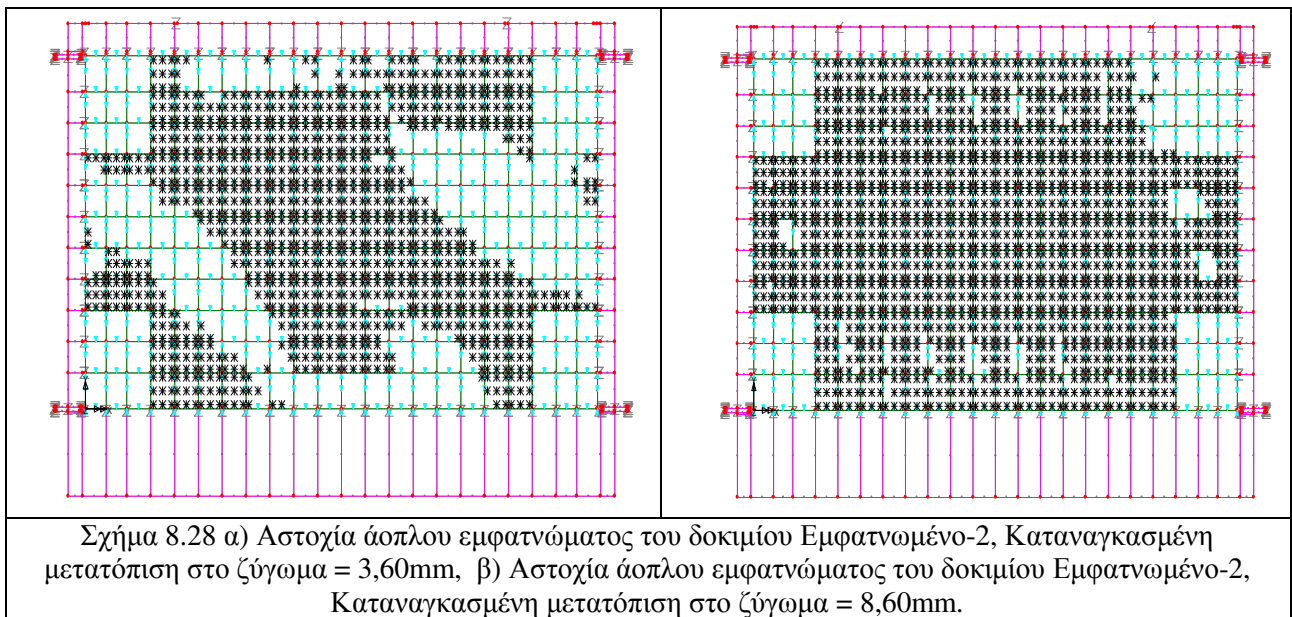 Σχήμα 8.28 α) Αστοχία άοπλου εμφατνώματος του δοκιμίου Εμφατνωμένο-2, Καταναγκασμένη
μετατόπιση στο ζύγωμα = 3,60mm, β) Αστοχία άοπλου εμφατνώματος του δοκιμίου Εμφατνωμένο-2,
Καταναγκασμένη μετατόπιση στο ζύγωμα = 8,60mm.